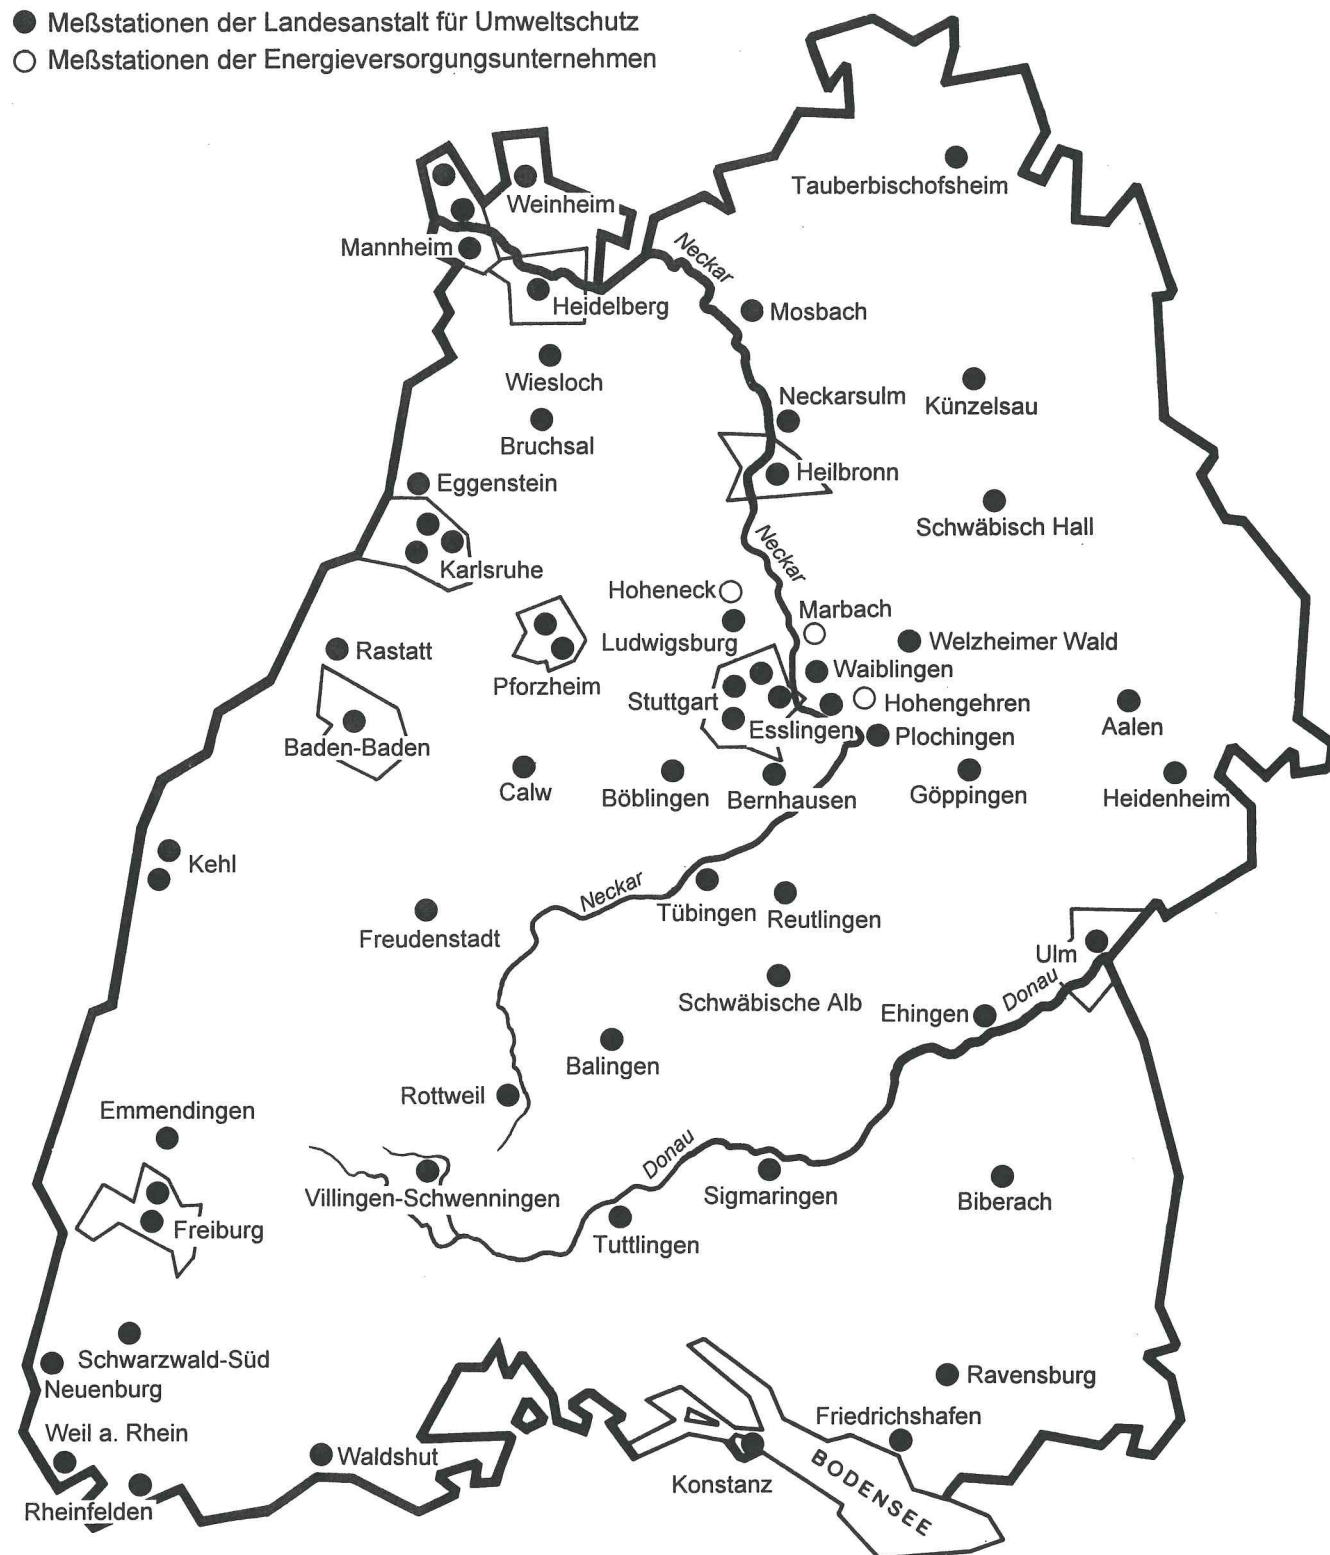 Meßstationen der Landesanstalt für Umweltschutz
Meßstationen der Energieversorgungsunternehmen
Tauberbischofsheim
Weinheim
Mannheim
Neckar
Heidelberg
Mosbach
Wiesloch
Neckarsulm
Künzelsau
Bruchsal
Heilbronn
Eggenstein
Schwäbisch Hall
Neckar
Karlsruhe
Hoheneck
Marbach
Ludwigsburg
Welzheimer Wald
Rastatt
Waiblingen
Pforzheim
Stuttgart
Hohengehren
Aalen
Esslingen
Plochingen
Baden-Baden
Calw
Böblingen
Bernhausen
Göppingen
Heidenheim
Kehl
Neckar
Tübingen
Reutlingen
Freudenstadt
Ulm
Donau
Schwäbische Alb
Ehingen
Balingen
Rottweil
Emmendingen
Donau
Villingen-Schwenningen
Sigmaringen
Biberach
Freiburg
Tuttlingen
Schwarzwald-Süd
Neuenburg
Ravensburg
Friedrichshafen
Weil a. Rhein
Waldshut
Konstanz
BODENSEE
Rheinfelden